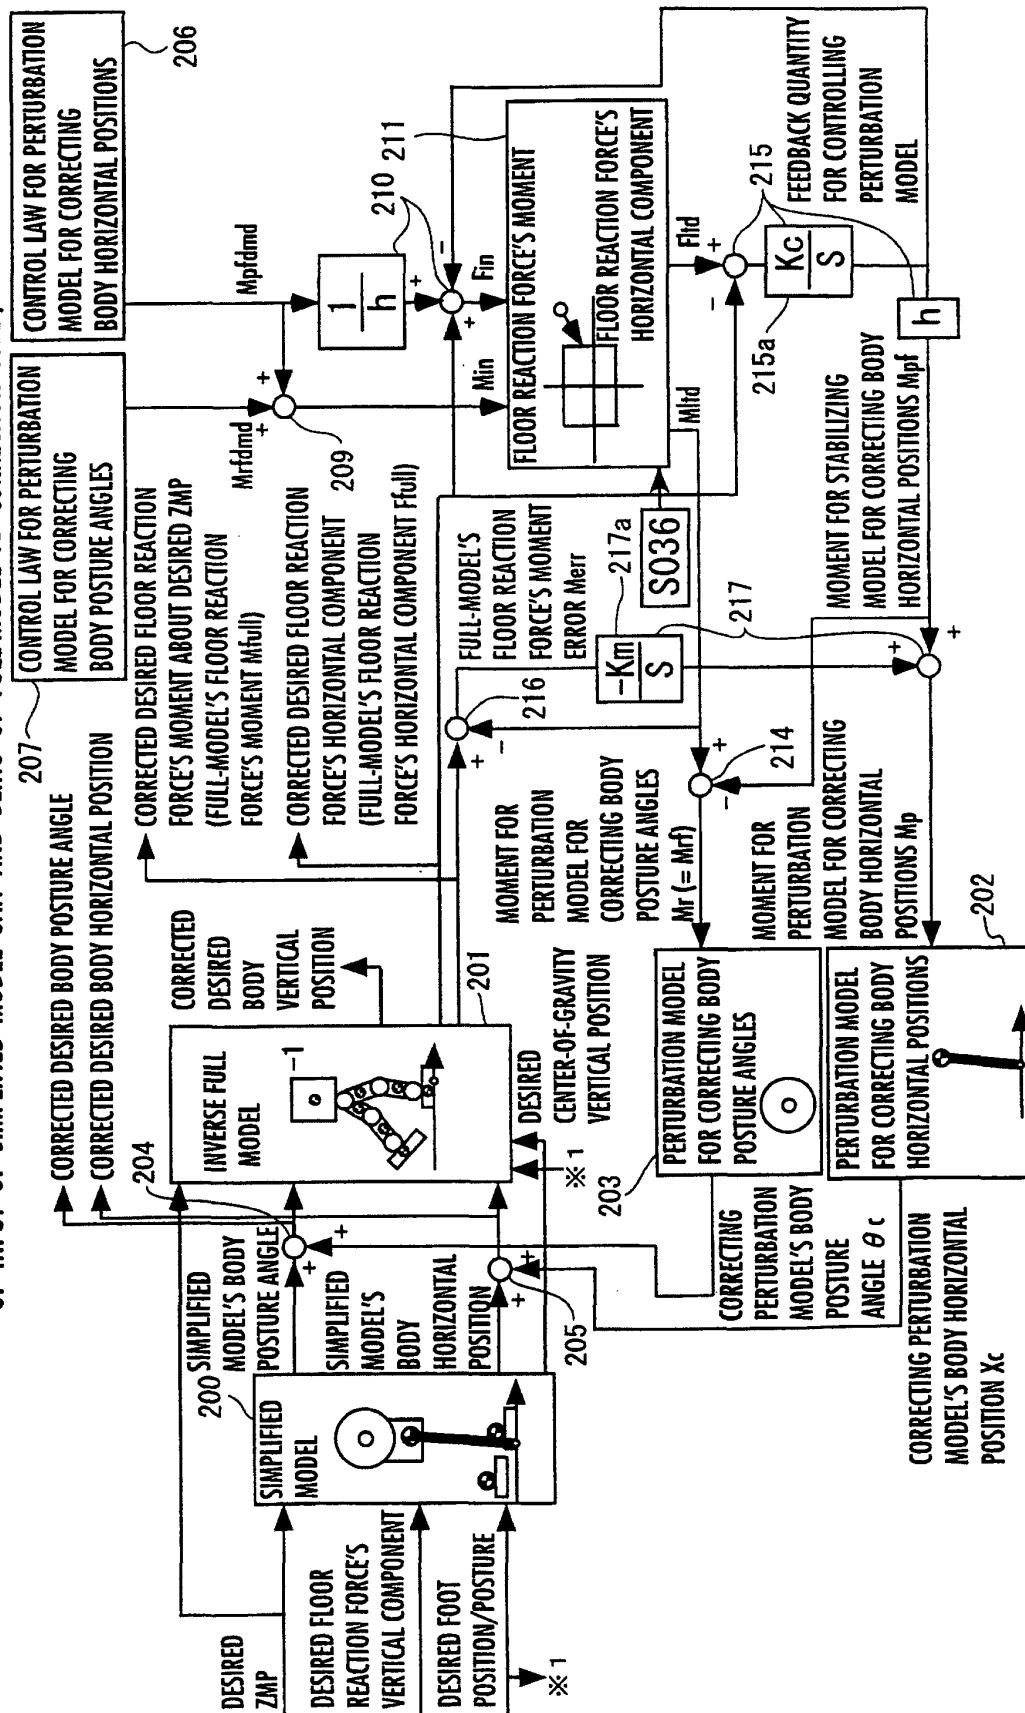 CONTROL LAW FOR PERTURBATION
MODEL FOR CORRECTING
BODY HORIZONTAL POSITIONS
206
CONTROL LAW FOR PERTURBATION
MODEL FOR CORRECTING
BODY POSTURE ANGLES
207
Mpfdmd
Mrfdmd
+
+
209
1
h
210
+
-
+
Fin
Min
211
FLOOR REACTION FORCE'S MOMENT
FLOOR REACTION FORCE'S
HORIZONTAL COMPONENT
Fltd
Mltd
+
-
215
Kc
S
215a
FEEDBACK QUANTITY
FOR CONTROLLING
PERTURBATION
MODEL
h
S036
CORRECTED DESIRED BODY POSTURE ANGLE
CORRECTED DESIRED BODY HORIZONTAL POSITION
CORRECTED DESIRED FLOOR REACTION
FORCE'S MOMENT ABOUT DESIRED ZMP
(FULL-MODEL'S FLOOR REACTION
FORCE'S MOMENT Mfull)
CORRECTED DESIRED FLOOR REACTION
FORCE'S HORIZONTAL COMPONENT
(FULL-MODEL'S FLOOR REACTION
FORCE'S HORIZONTAL COMPONENT Ffull)
FULL-MODEL'S
FLOOR REACTION
FORCE'S MOMENT
ERROR Merr
217a
-Km
S
217
216
+
-
+
+
MOMENT FOR STABILIZING
MODEL FOR CORRECTING BODY
HORIZONTAL POSITIONS Mpf
+
-
214
MOMENT FOR
PERTURBATION
MODEL FOR
CORRECTING BODY
POSTURE ANGLES
Mr (= Mrf)
MOMENT FOR
PERTURBATION
MODEL FOR CORRECTING
BODY HORIZONTAL
POSITIONS Mp
CORRECTED
DESIRED
BODY
VERTICAL
POSITION
201
INVERSE FULL
MODEL
-1
DESIRED
CENTER-OF-GRAVITY
VERTICAL POSITION
※1
204
+
+
205
+
+
PERTURBATION MODEL
FOR CORRECTING BODY
POSTURE ANGLES
203
202
PERTURBATION MODEL
FOR CORRECTING BODY
HORIZONTAL POSITIONS
CORRECTING
PERTURBATION
MODEL'S BODY
POSTURE
ANGLE θc
CORRECTING PERTURBATION
MODEL'S BODY HORIZONTAL
POSITION Xc
SIMPLIFIED
MODEL'S BODY
POSTURE ANGLE
SIMPLIFIED
MODEL'S
BODY
HORIZONTAL
POSITION
200
SIMPLIFIED
MODEL
DESIRED
ZMP
DESIRED FLOOR
REACTION FORCE'S
VERTICAL COMPONENT
DESIRED FOOT
POSITION/POSTURE
※1